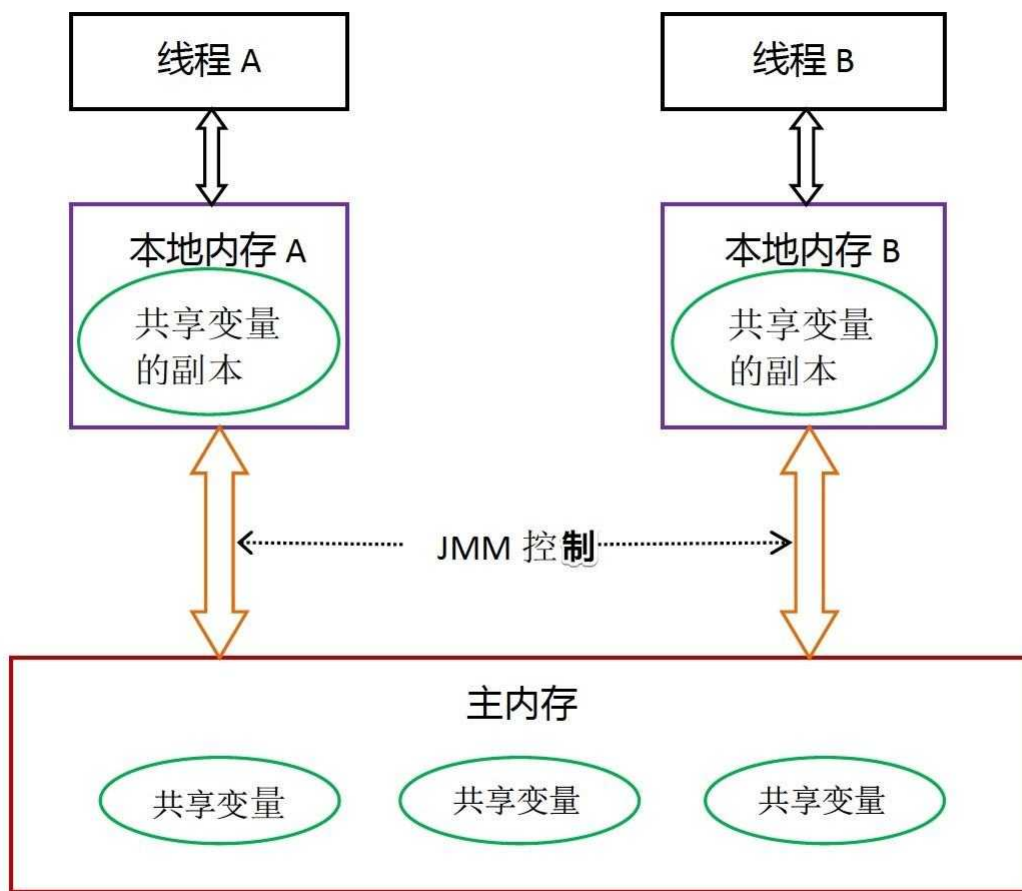 线程 A
线程 B
本地内存 A
本地内存 B
共享变量
的副本
共享变量
的副本
JMM 控制
主内存
共享变量
共享变量
共享变量